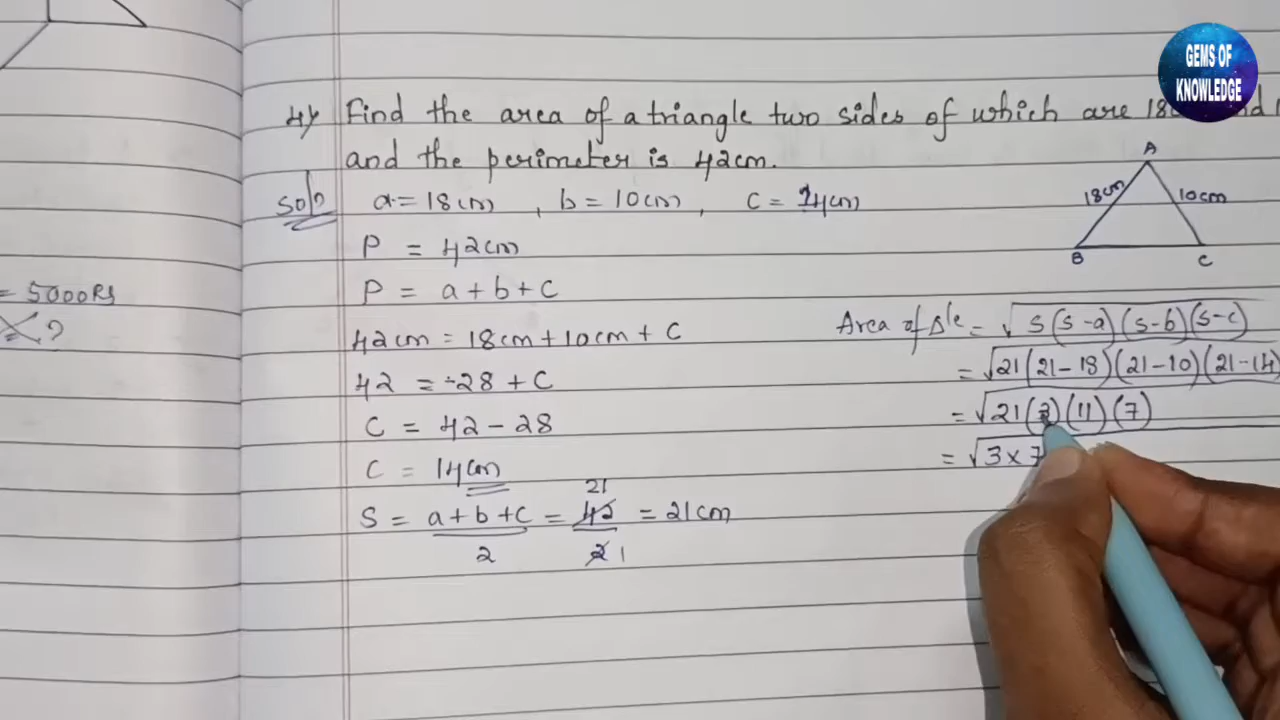 GEMS OF
KNOWLEDGE
4) Find the area of a triangle two sides of which are 18
and the perimeter is 42cm.
Soln a = 18cm , b = 10cm , c = 14cm
P = 42cm
P = a + b + c
42cm = 18cm + 10cm + c
42 = 28 + c
c = 42 - 28
c = 14cm
21
S = a + b + c = 42 = 21cm
2 2 1
A
18cm 10cm
B C
Area of Δle = √s(s-a)(s-b)(s-c)
= √21(21-18)(21-10)(21-14)
= √21(3)(11)(7)
= √3×7
= 5000Rs
?